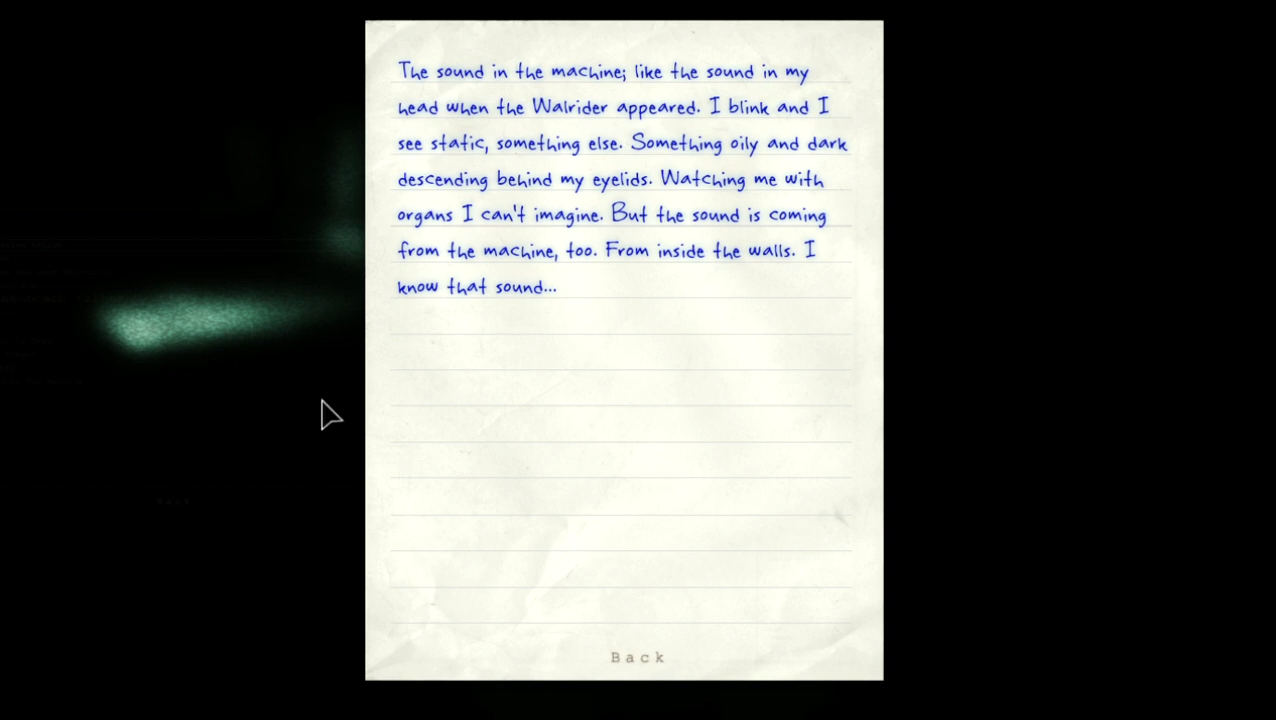 The sound in the machine; like the sound in my
head when the Walrider appeared. I blink and I
see static, something else. Something oily and dark
descending behind my eyelids. Watching me with
organs I can't imagine. But the sound is coming
from the machine, too. From inside the walls. I
know that sound...
Back